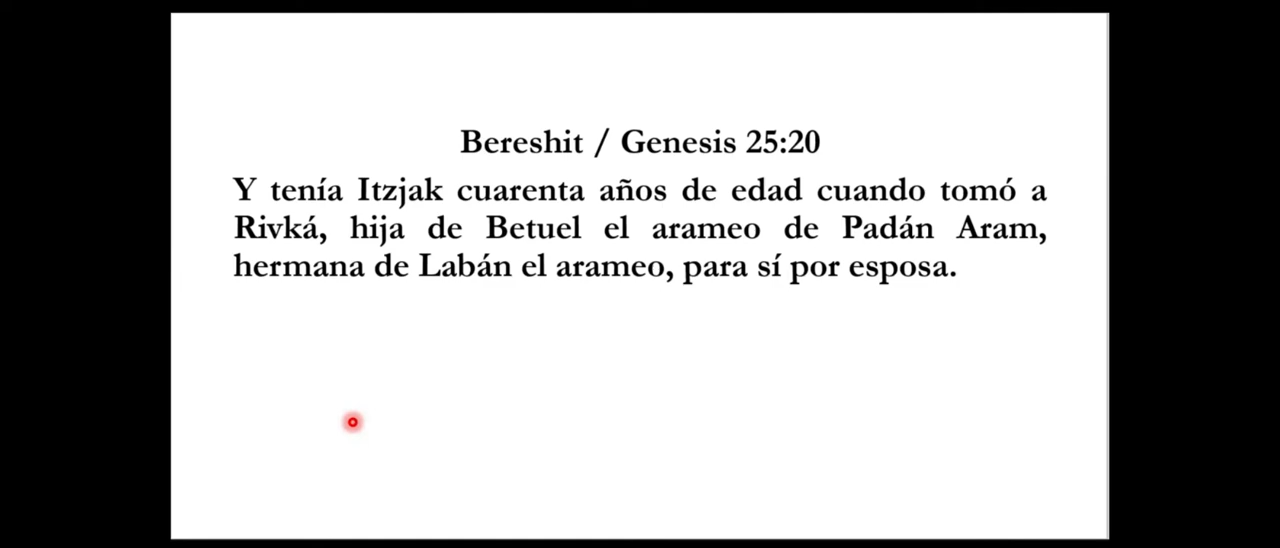 Bereshit / Genesis 25:20
Y tenía Itzjak cuarenta años de edad cuando tomó a
Rivká, hija de Betuel el arameo de Padán Aram,
hermana de Labán el arameo, para sí por esposa.